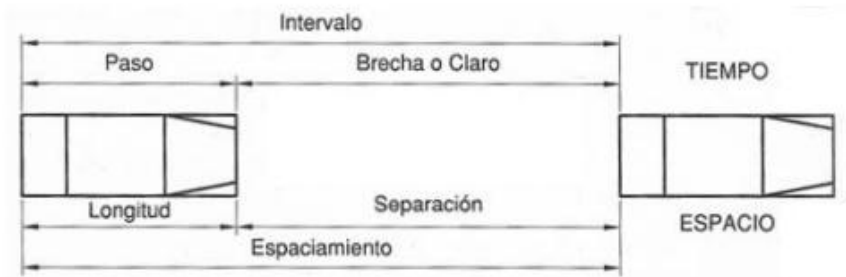 Intervalo
Paso
Brecha o Claro
TIEMPO
Longitud
Separación
ESPACIO
Espaciamiento